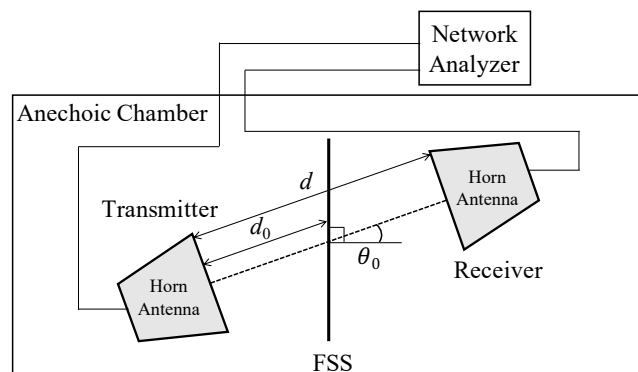 Network
Analyzer
Anechoic Chamber
d
Horn
Antenna
Transmitter
d₀
θ₀
Receiver
Horn
Antenna
FSS